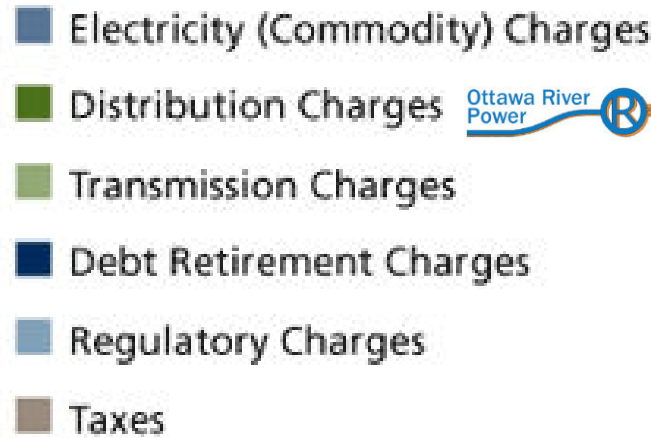 Electricity (Commodity) Charges
Distribution Charges
Ottawa River
Power
R
Transmission Charges
Debt Retirement Charges
Regulatory Charges
Taxes